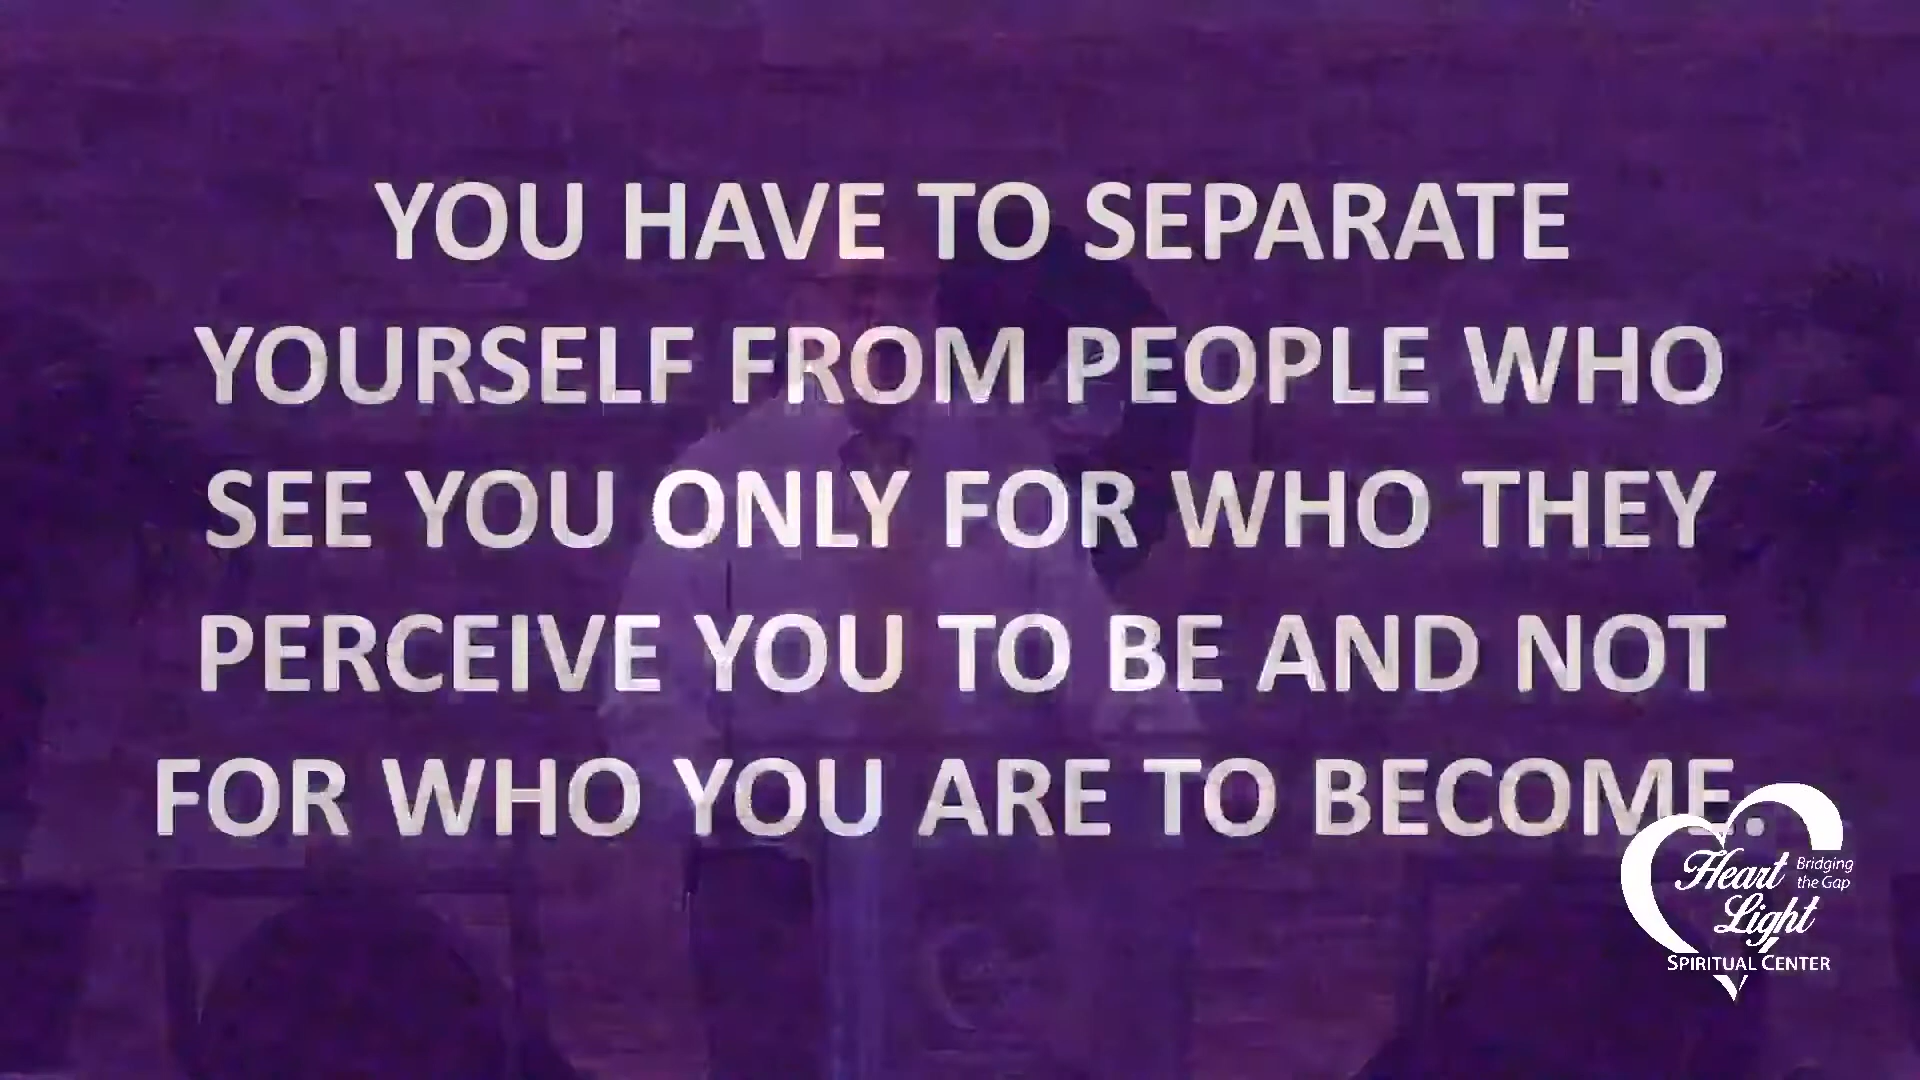 YOU HAVE TO SEPARATE
YOURSELF FROM PEOPLE WHO
SEE YOU ONLY FOR WHO THEY
PERCEIVE YOU TO BE AND NOT
FOR WHO YOU ARE TO BECOME.
Heart Bridging
the Gap
Light
SPIRITUAL CENTER